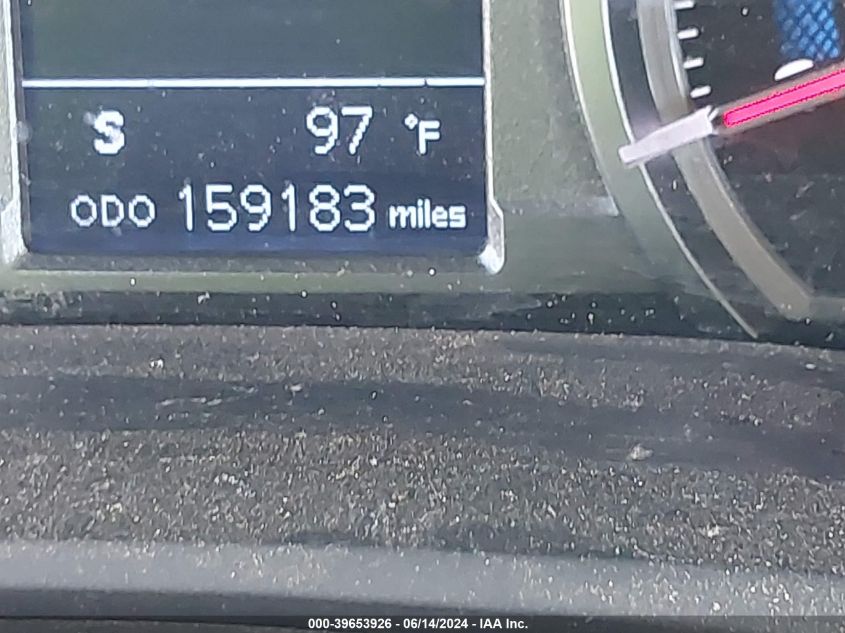 S 97 °F
ODO 159183 miles
000-39653926 - 06/14/2024 - IAA Inc.